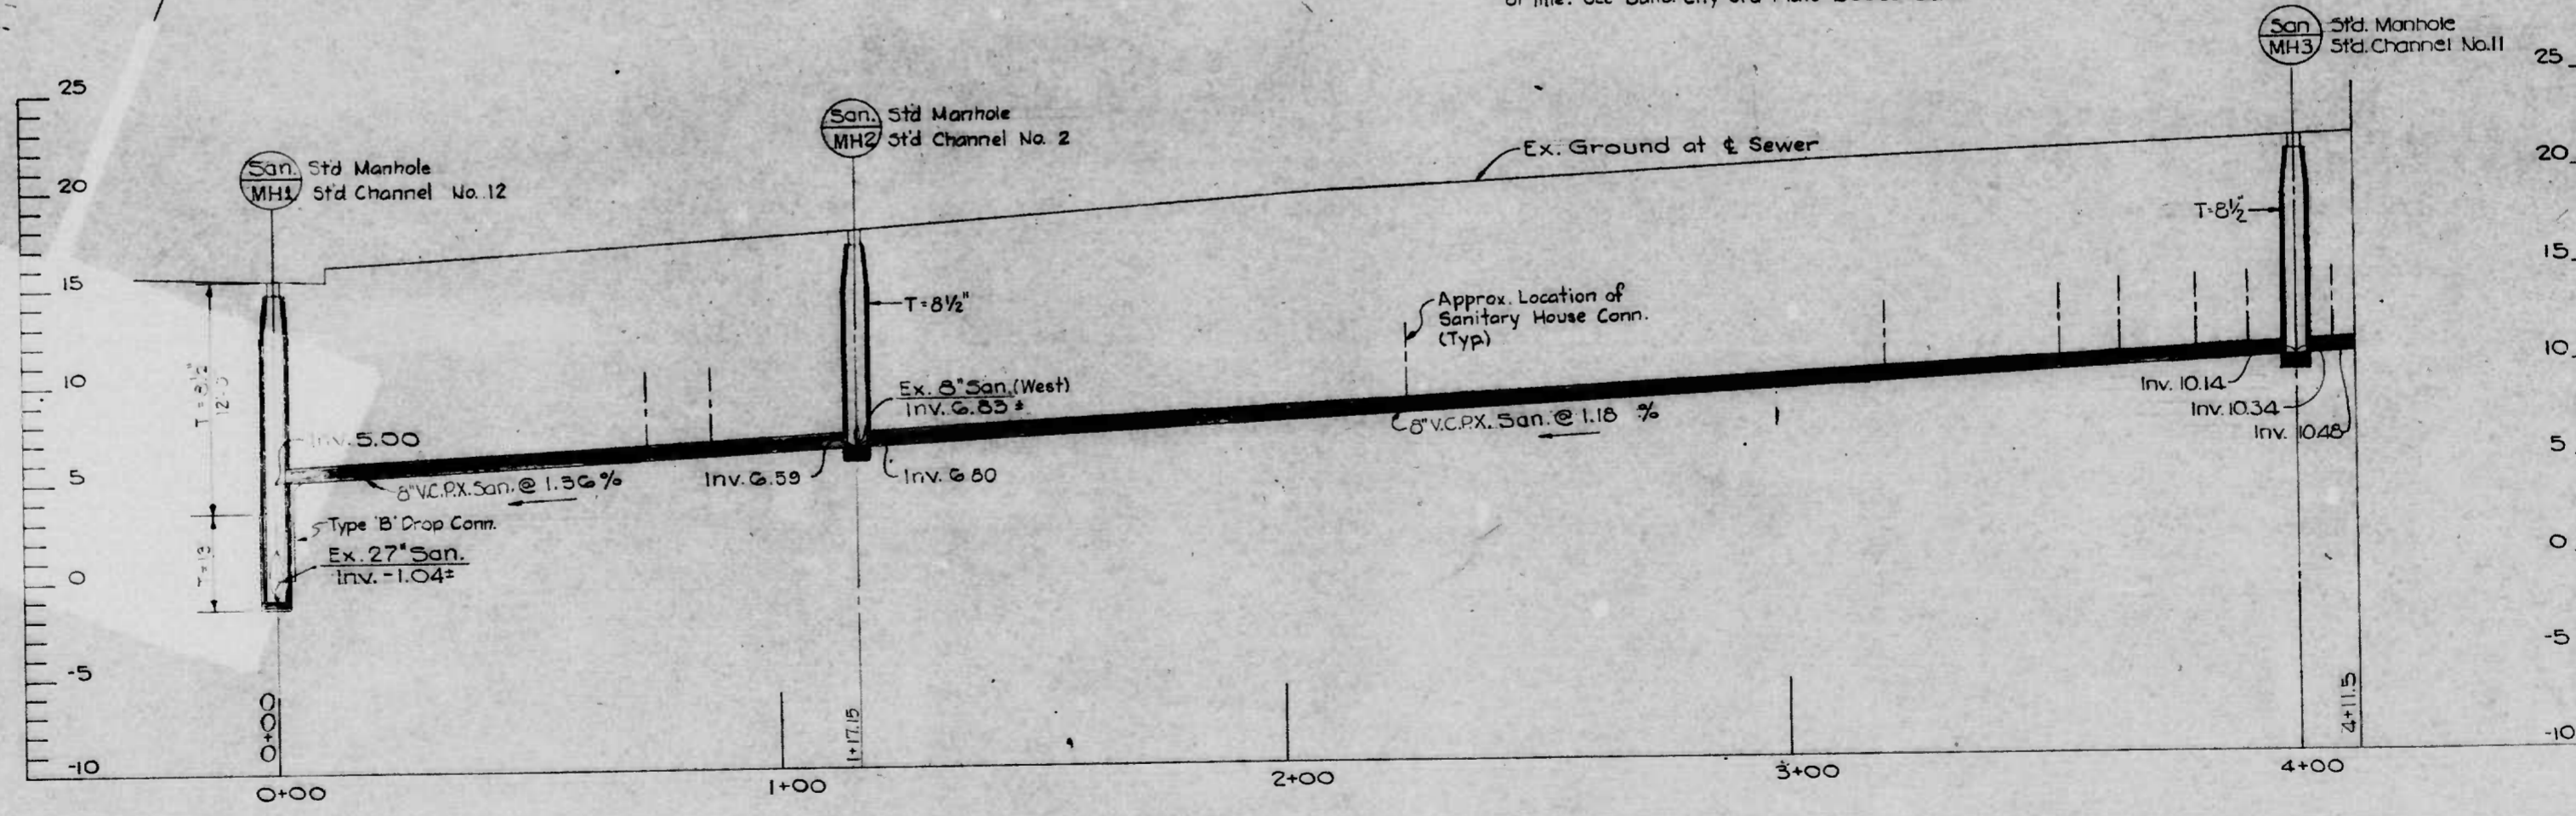 San.
MH1
Std Manhole
St'd Channel No. 12
San.
MH2
Std Manhole
St'd Channel No. 2
San
MH3
St'd. Manhole
St'd. Channel No.11
25
20
15
10
5
0
-5
-10
25
20
15
10
5
0
-5
-10
Ex. Ground at ℄ Sewer
T=8½"
T=8½"
T=8½"
Approx. Location of
Sanitary House Conn.
(Typ.)
Ex. 8" San. (West)
Inv. 6.83±
Inv. 5.00
8" V.C.P.X. San. @ 1.36 %
Inv. 6.59
Inv. 6.80
8" V.C.P.X. San. @ 1.18 %
Inv. 10.14
Inv. 10.34
Inv. 10.48
Type 'B' Drop Conn.
Ex. 27" San.
Inv. -1.04±
0+00
1+17.15
4+11.5
0+00
1+00
2+00
3+00
4+00